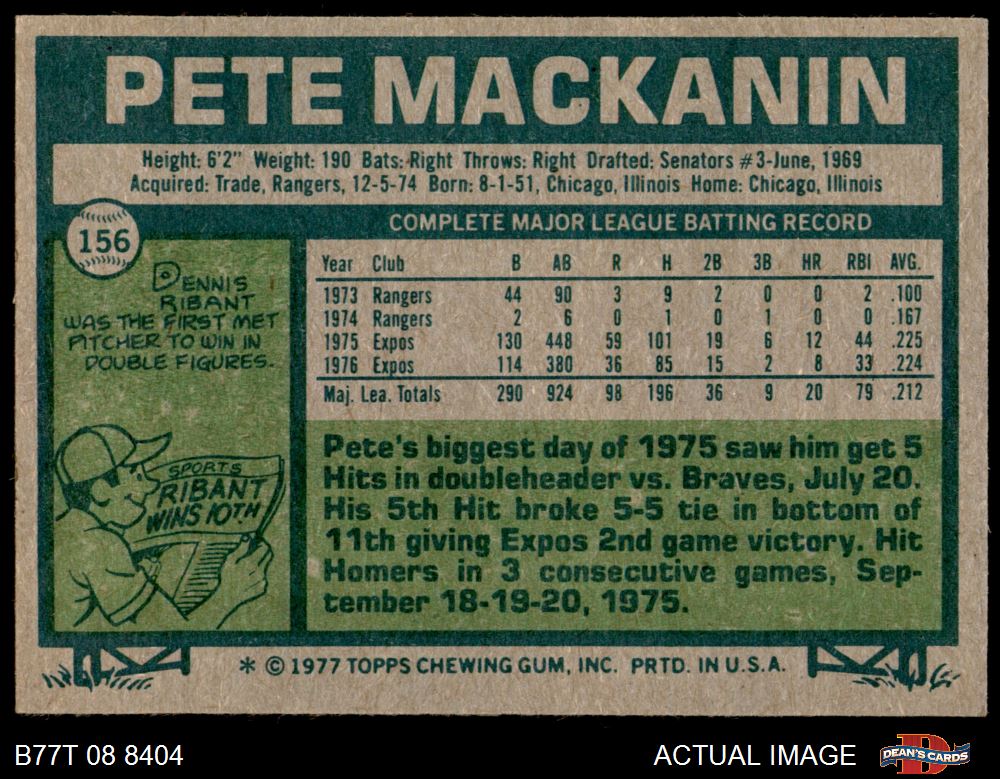 PETE MACKANIN
Height: 6'2" Weight: 190 Bats: Right Throws: Right Drafted: Senators #3-June, 1969
Acquired: Trade, Rangers, 12-5-74 Born: 8-1-51, Chicago, Illinois Home: Chicago, Illinois
156
DENNIS
RIBANT
WAS THE FIRST MET
PITCHER TO WIN IN
DOUBLE FIGURES.
SPORTS
RIBANT
WINS 10TH
COMPLETE MAJOR LEAGUE BATTING RECORD
Year Club B AB R H 2B 3B HR RBI AVG.
1973 Rangers 44 90 3 9 2 0 0 2 .100
1974 Rangers 2 6 0 1 0 1 0 0 .167
1975 Expos 130 448 59 101 19 6 12 44 .225
1976 Expos 114 380 36 85 15 2 8 33 .224
Maj. Lea. Totals 290 924 98 196 36 9 20 79 .212
Pete's biggest day of 1975 saw him get 5
Hits in doubleheader vs. Braves, July 20.
His 5th Hit broke 5-5 tie in bottom of
11th giving Expos 2nd game victory. Hit
Homers in 3 consecutive games, Sep-
tember 18-19-20, 1975.
* © 1977 TOPPS CHEWING GUM, INC. PRTD. IN U.S.A.
B77T 08 8404
ACTUAL IMAGE
DEAN'S CARDS